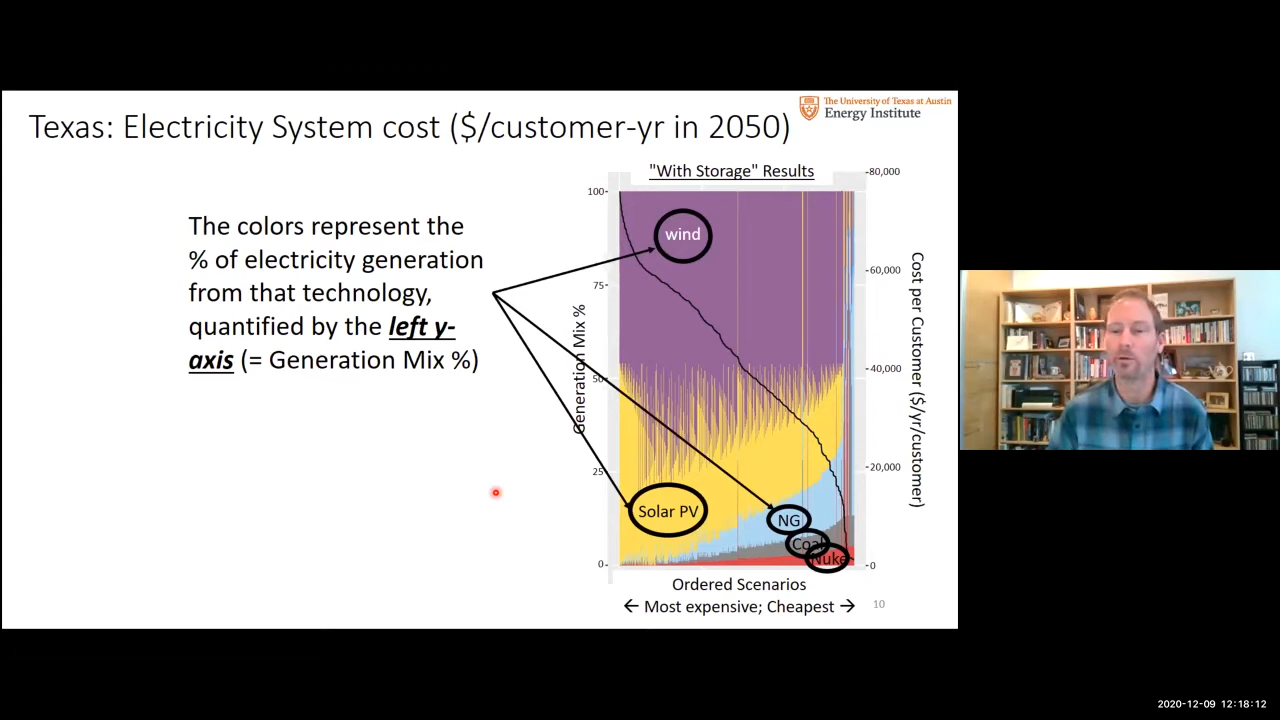 Texas: Electricity System cost ($/customer-yr in 2050)
The University of Texas at Austin
Energy Institute
The colors represent the
% of electricity generation
from that technology,
quantified by the left y-
axis (= Generation Mix %)
"With Storage" Results
80,000
100
wind
60,000
75
40,000
50
20,000
25
Solar PV
NG
Coal
Nuke
0
0
Generation Mix %
Cost per Customer ($/yr/customer)
Ordered Scenarios
← Most expensive; Cheapest →
10
2020-12-09 12:18:12